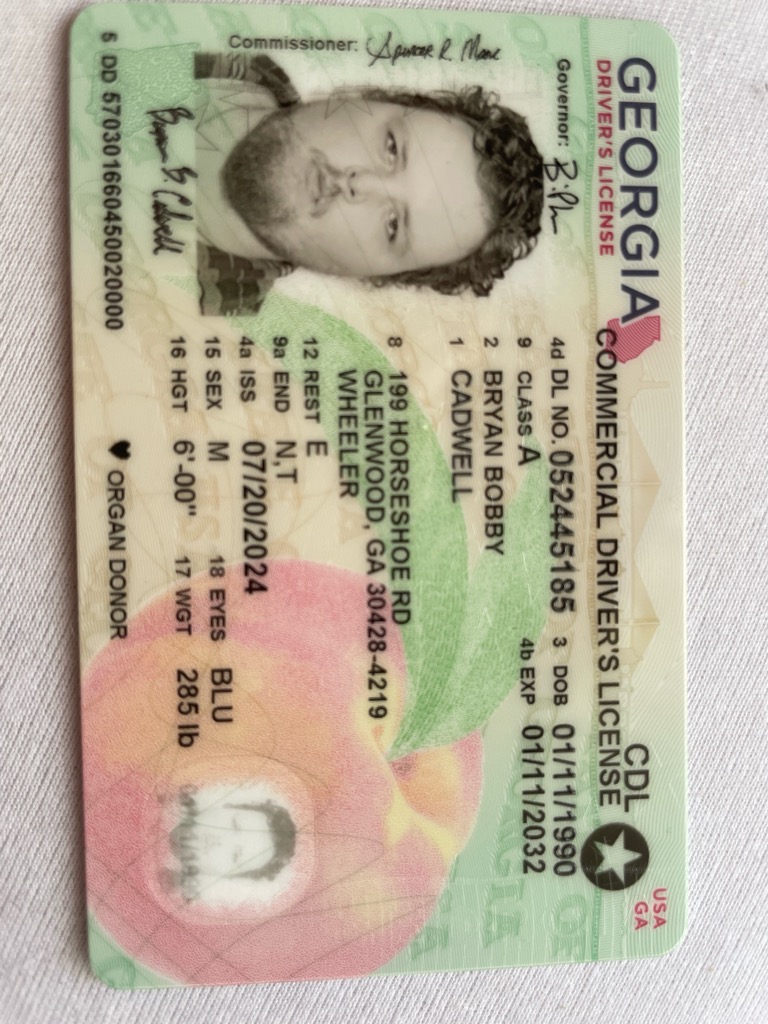 GEORGIA
USA
GA
DRIVER'S LICENSE
COMMERCIAL DRIVER'S LICENSE
CDL
Governor:
4d DL NO. 052445185 3 DOB 01/11/1990
9 CLASS A 4b EXP 01/11/2032
2 BRYAN BOBBY
1 CADWELL
8 199 HORSESHOE RD
GLENWOOD, GA 30428-4219
WHEELER
12 REST E
9a END N,T
4a ISS 07/20/2024
15 SEX M 18 EYES BLU
16 HGT 6'-00" 17 WGT 285 lb
ORGAN DONOR
Commissioner:
5 DD 570301660450020000